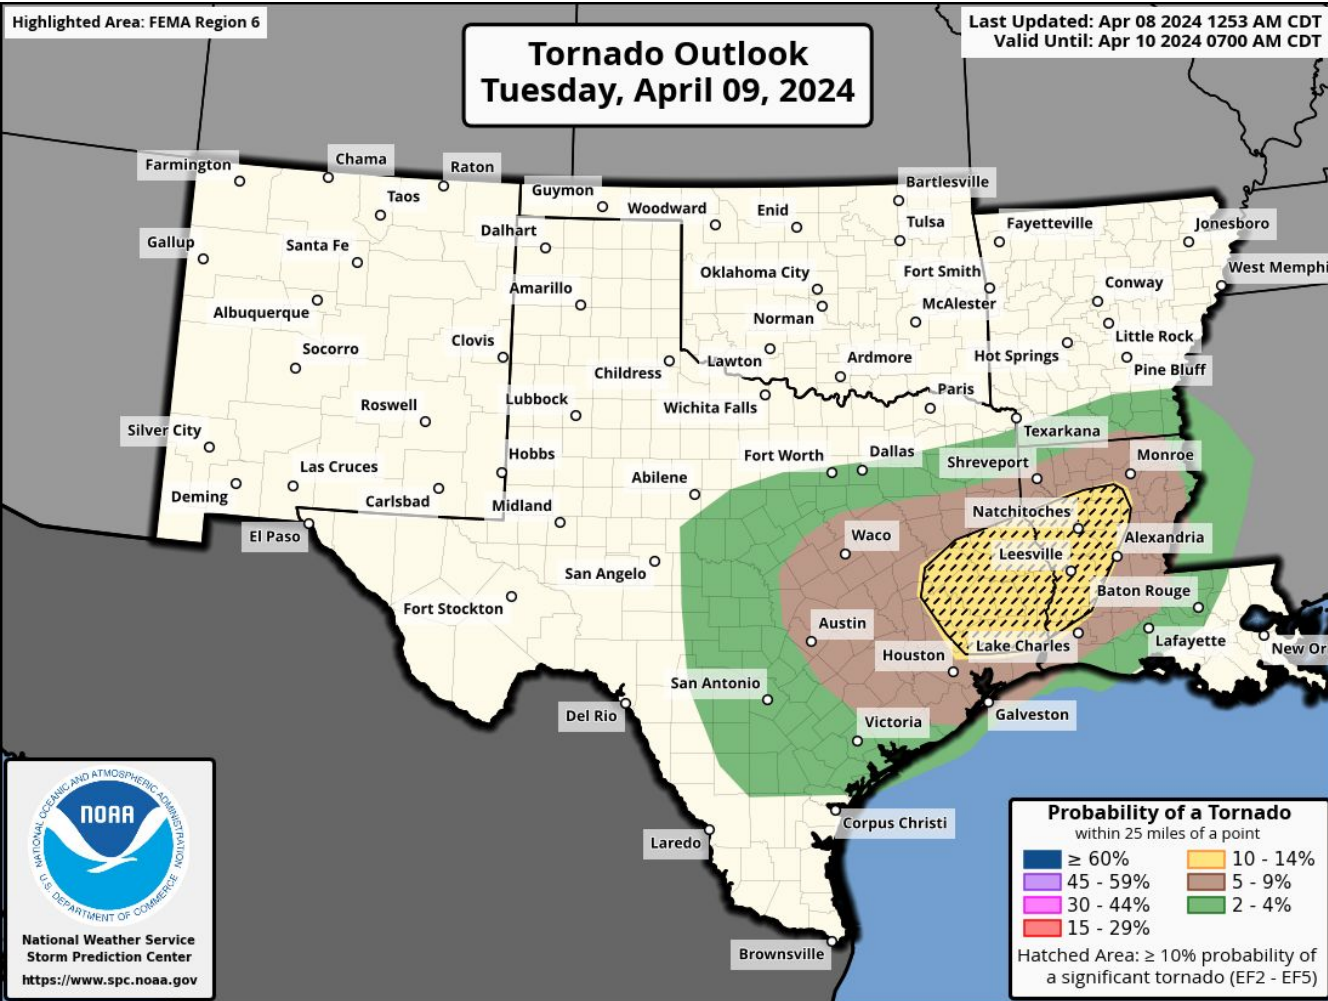 Highlighted Area: FEMA Region 6
Last Updated: Apr 08 2024 1253 AM CDT
Valid Until: Apr 10 2024 0700 AM CDT
Tornado Outlook
Tuesday, April 09, 2024
Farmington
Chama
Raton
Taos
Guymon
Woodward
Enid
Bartlesville
Tulsa
Fayetteville
Jonesboro
Gallup
Santa Fe
Dalhart
Amarillo
Oklahoma City
Fort Smith
West Memphi
Conway
Albuquerque
Norman
McAlester
Socorro
Clovis
Childress
Lawton
Ardmore
Hot Springs
Little Rock
Pine Bluff
Roswell
Lubbock
Wichita Falls
Paris
Silver City
Texarkana
Las Cruces
Hobbs
Fort Worth
Dallas
Shreveport
Monroe
Deming
Carlsbad
Midland
Abilene
Natchitoches
El Paso
Waco
Alexandria
San Angelo
Leesville
Fort Stockton
Baton Rouge
Austin
Houston
Lake Charles
Lafayette
New Or
San Antonio
Del Rio
Victoria
Galveston
Corpus Christi
Laredo
Brownsville
NATIONAL OCEANIC AND ATMOSPHERIC ADMINISTRATION
NOAA
U.S. DEPARTMENT OF COMMERCE
National Weather Service
Storm Prediction Center
https://www.spc.noaa.gov
Probability of a Tornado
within 25 miles of a point
≥ 60% 10 - 14%
45 - 59% 5 - 9%
30 - 44% 2 - 4%
15 - 29%
Hatched Area: ≥ 10% probability of
a significant tornado (EF2 - EF5)